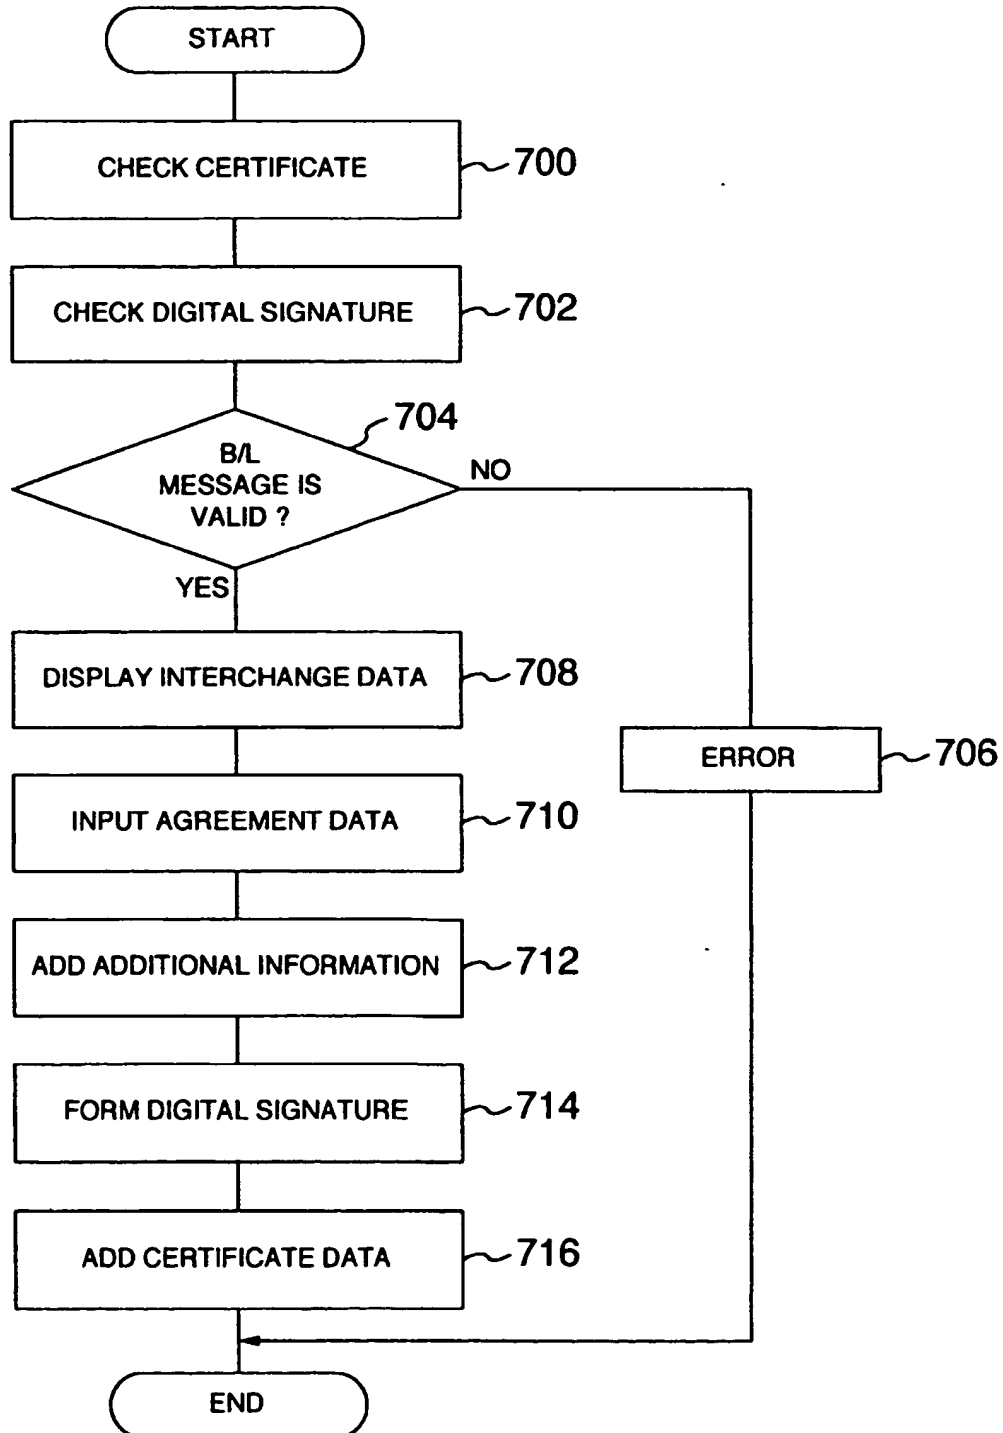 START
CHECK CERTIFICATE
700
CHECK DIGITAL SIGNATURE
702
704
B/L
MESSAGE IS
VALID ?
NO
YES
DISPLAY INTERCHANGE DATA
708
ERROR
706
INPUT AGREEMENT DATA
710
ADD ADDITIONAL INFORMATION
712
FORM DIGITAL SIGNATURE
714
ADD CERTIFICATE DATA
716
END